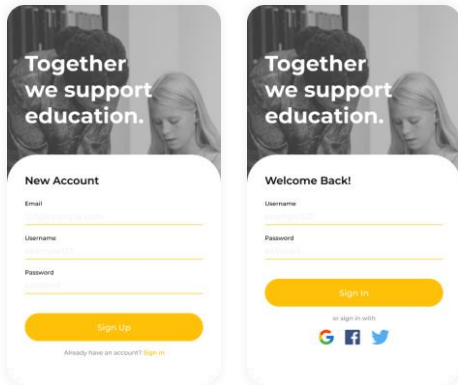 Together
we support
education.
New Account
Email
Username
Password
Sign Up
Already have an account? Sign in
Together
we support
education.
Welcome Back!
Username
Password
Sign In
or sign in with